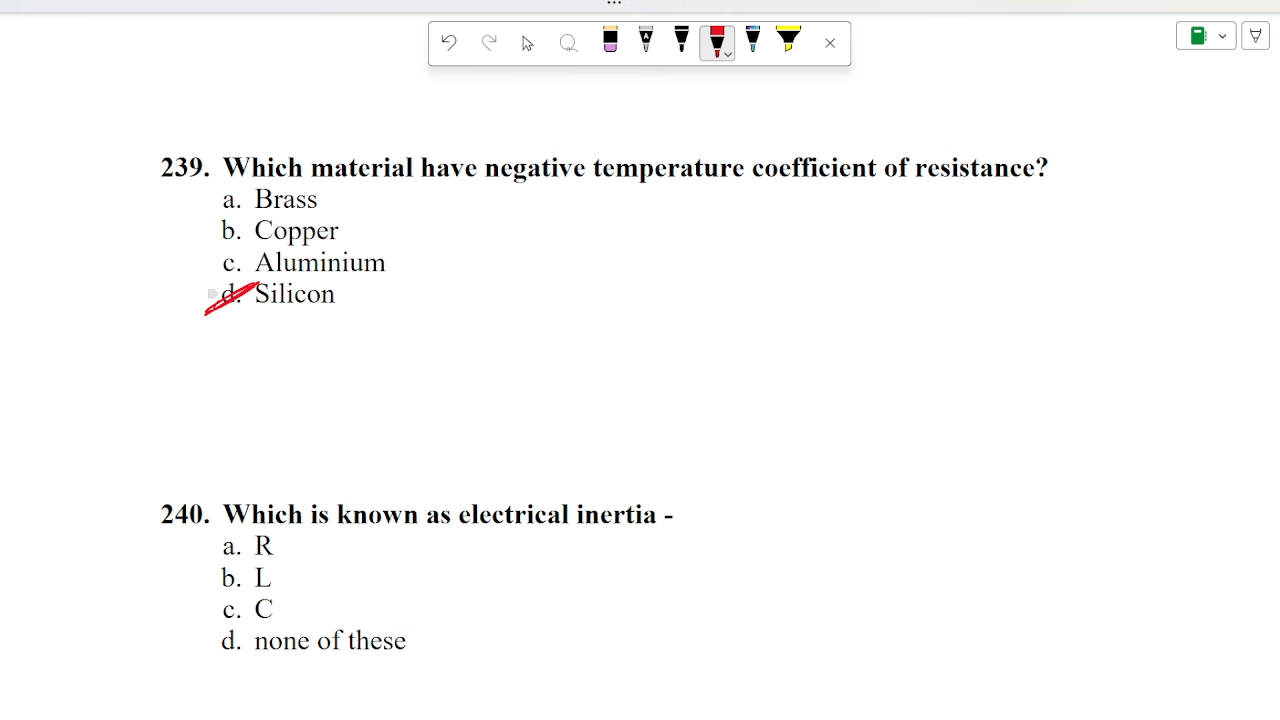 239. Which material have negative temperature coefficient of resistance?
a. Brass
b. Copper
c. Aluminium
d. Silicon
240. Which is known as electrical inertia -
a. R
b. L
c. C
d. none of these